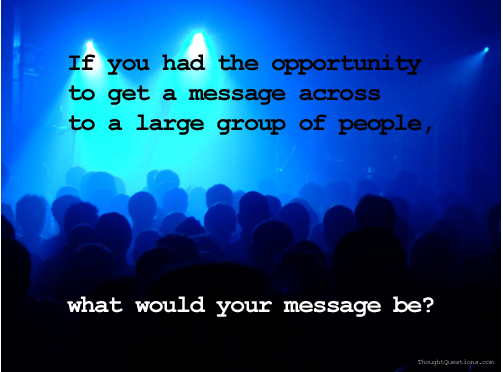 If you had the opportunity
to get a message across
to a large group of people,
what would your message be?
ThoughtQuestions.com